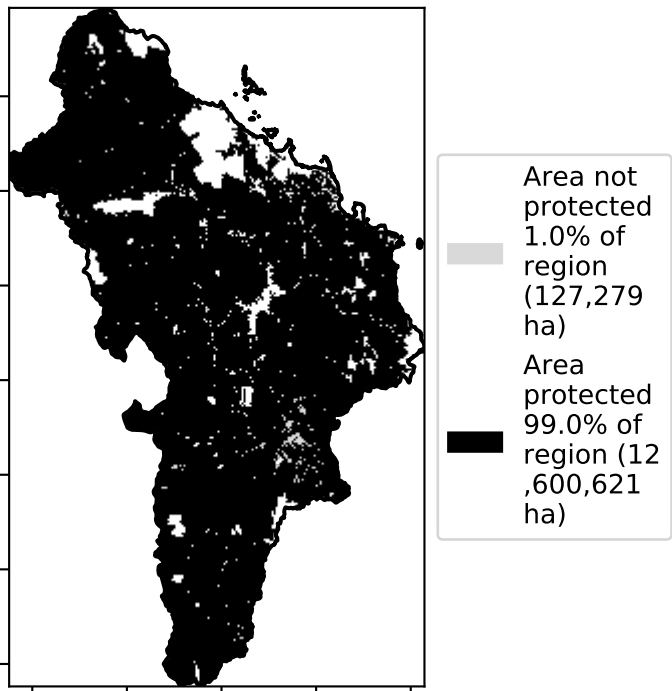 Area not
protected
1.0% of
region
(127,279
ha)
Area
protected
99.0% of
region (12
,600,621
ha)